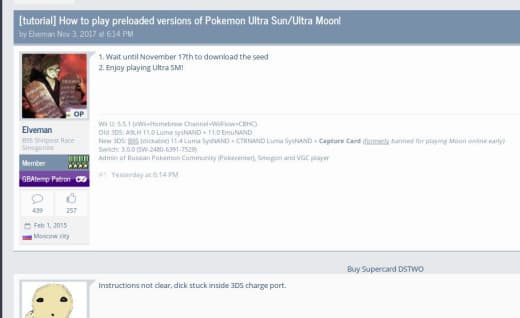 [tutorial] How to play preloaded versions of Pokemon Ultra Sun/Ultra Moon!
by Elveman Nov 3, 2017 at 6:14 PM
1. Wait until November 17th to download the seed
2. Enjoy playing Ultra SM!
OP
Elveman
B9S Shitpost Race
Simogonite
Member
GBAtemp Patron
439
257
Feb 1, 2015
Moscow city
Wii U: 5.5.1 (vWii+Homebrew Channel+WiiFlow+CBHC)
Old 3DS: A9LH 11.0 Luma sysNAND + 11.0 EmuNAND
New 3DS: B9S (stickable) 11.4 Luma SysNAND + CTRNAND Luma SysNAND + Capture Card (formerly banned for playing Moon online early)
Switch: 3.0.0 (SW-2480-6391-7529)
Admin of Russian Pokemon Community (Pokecenter), Smogon and VGC player
#1 Yesterday at 6:14 PM
Buy Supercard DSTWO
Instructions not clear, dick stuck inside 3DS charge port.